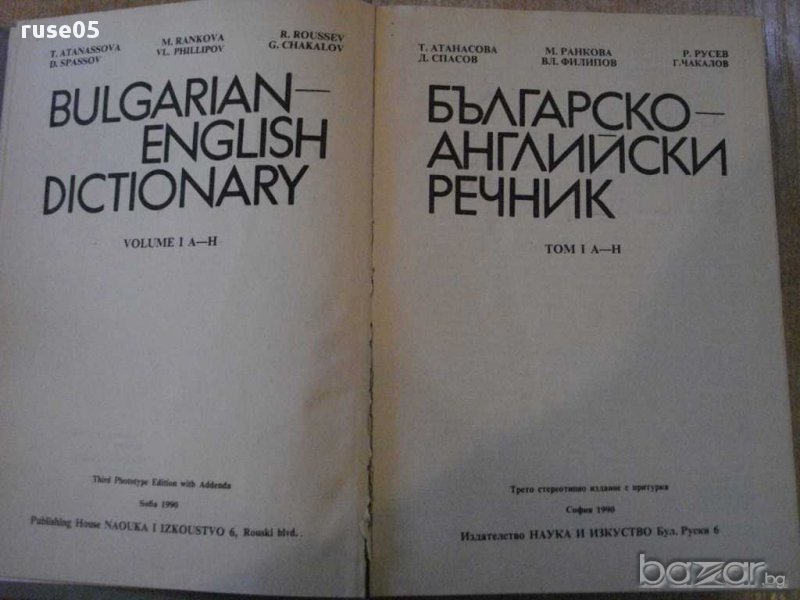 ruse05
T. ATANASSOVA M. RANKOVA R. ROUSSEV
D. SPASSOV VL. PHILLIPOV G. CHAKALOV
BULGARIAN—
ENGLISH
DICTIONARY
VOLUME I A—H
Third Phototype Edition with Addenda
Sofia 1990
Publishing House NAOUKA I IZKOUSTVO 6, Rouski blvd..
Т. АТАНАСОВА М. РАНКОВА Р. РУСЕВ
Д. СПАСОВ ВЛ. ФИЛИПОВ Г. ЧАКАЛОВ
БЪЛГАРСКО—
АНГЛИЙСКИ
РЕЧНИК
ТОМ I А—Н
Трето стереотипно издание с притурка
София 1990
Издателство НАУКА И ИЗКУСТВО Бул. Руски 6
bazar.bg